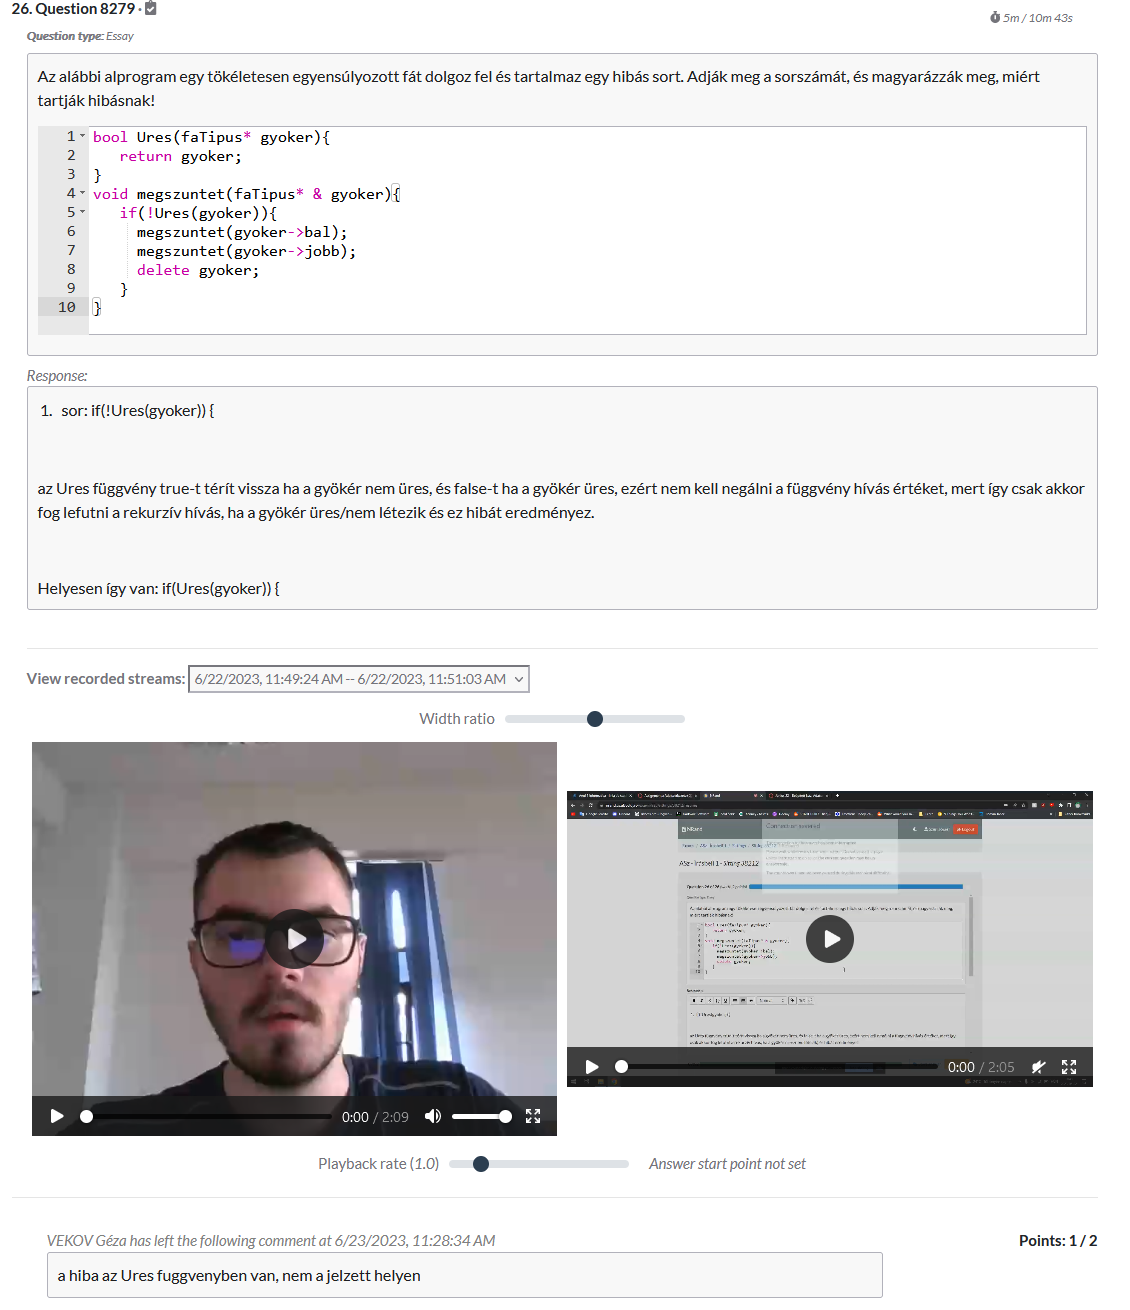 26. Question 8279 ·
5m / 10m 43s
Question type: Essay
Az alábbi alprogram egy tökéletesen egyensúlyozott fát dolgoz fel és tartalmaz egy hibás sort. Adják meg a sorszámát, és magyarázzák meg, miért
tartják hibásnak!
1 bool Ures(faTipus* gyoker){
2 return gyoker;
3 }
4 void megszuntet(faTipus* & gyoker){
5 if(!Ures(gyoker)){
6 megszuntet(gyoker->bal);
7 megszuntet(gyoker->jobb);
8 delete gyoker;
9 }
10 }
Response:
1. sor: if(!Ures(gyoker)) {
az Ures függvény true-t térít vissza ha a gyökér nem üres, és false-t ha a gyökér üres, ezért nem kell negálni a függvény hívás értéket, mert így csak akkor
fog lefutni a rekurzív hívás, ha a gyökér üres/nem létezik és ez hibát eredményez.
Helyesen így van: if(Ures(gyoker)) {
View recorded streams: 6/22/2023, 11:49:24 AM -- 6/22/2023, 11:51:03 AM
Width ratio
0:00 / 2:09
0:00 / 2:05
Playback rate (1.0)
Answer start point not set
VEKOV Géza has left the following comment at 6/23/2023, 11:28:34 AM
Points: 1 / 2
a hiba az Ures fuggvenyben van, nem a jelzett helyen